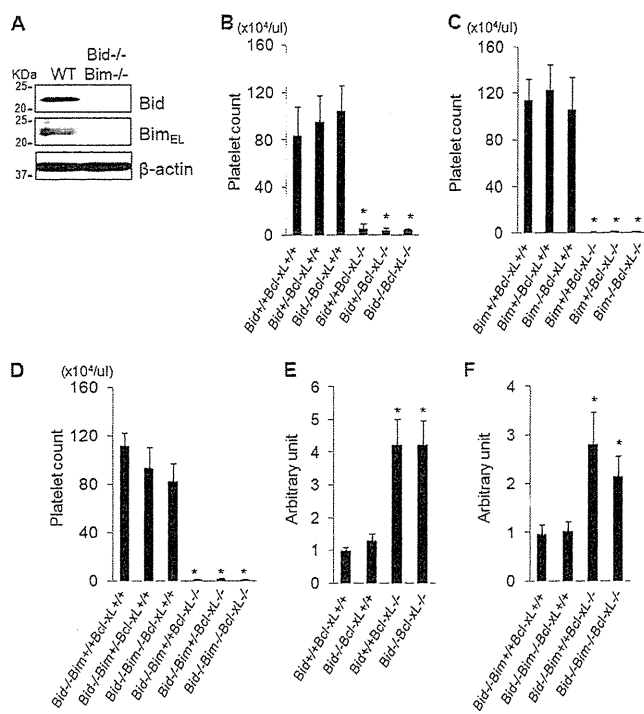 A
Bid-/-
KDa WT Bim-/-
25-
20-
Bid
25-
20-
BimEL
37-
β-actin
B
(x10⁴/ul)
Platelet count
160
120
80
40
0
* * *
Bid+/+Bcl-xL+/+
Bid+/-Bcl-xL+/+
Bid-/-Bcl-xL+/+
Bid+/+Bcl-xL-/-
Bid+/-Bcl-xL-/-
Bid-/-Bcl-xL-/-
C
(x10⁴/ul)
Platelet count
160
120
80
40
0
* * *
Bim+/+Bcl-xL+/+
Bim+/-Bcl-xL+/+
Bim-/-Bcl-xL+/+
Bim+/+Bcl-xL-/-
Bim+/-Bcl-xL-/-
Bim-/-Bcl-xL-/-
D
(x10⁴/ul)
Platelet count
160
120
80
40
0
* * *
Bid-/-Bim+/+Bcl-xL+/+
Bid-/-Bim+/-Bcl-xL+/+
Bid-/-Bim-/-Bcl-xL+/+
Bid-/-Bim+/+Bcl-xL-/-
Bid-/-Bim+/-Bcl-xL-/-
Bid-/-Bim-/-Bcl-xL-/-
E
Arbitrary unit
6
5
4
3
2
1
0
* *
Bid+/+Bcl-xL+/+
Bid-/-Bcl-xL+/+
Bid+/+Bcl-xL-/-
Bid-/-Bcl-xL-/-
F
Arbitrary unit
4
3
2
1
0
* *
Bid-/-Bim+/+Bcl-xL+/+
Bid-/-Bim-/-Bcl-xL+/+
Bid-/-Bim+/+Bcl-xL-/-
Bid-/-Bim-/-Bcl-xL-/-